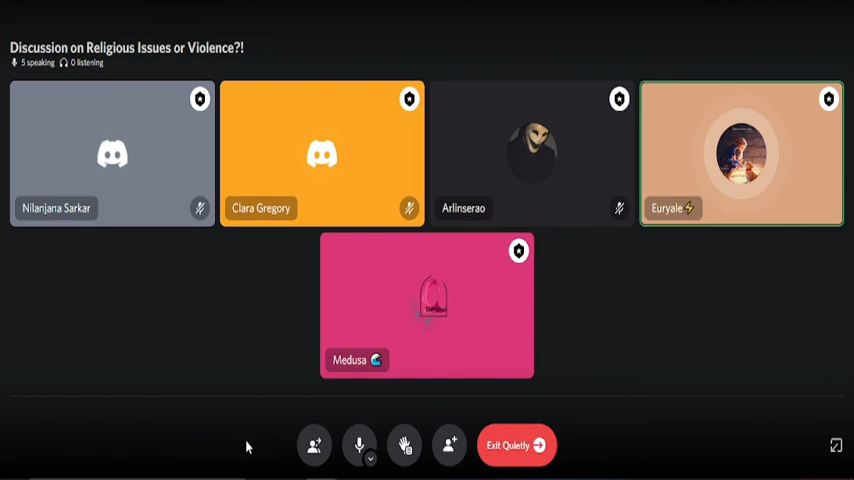 Discussion on Religious Issues or Violence?!
5 speaking 0 listening
Nilanjana Sarkar
Clara Gregory
Arlinserao
Euryale
Medusa
Exit Quietly